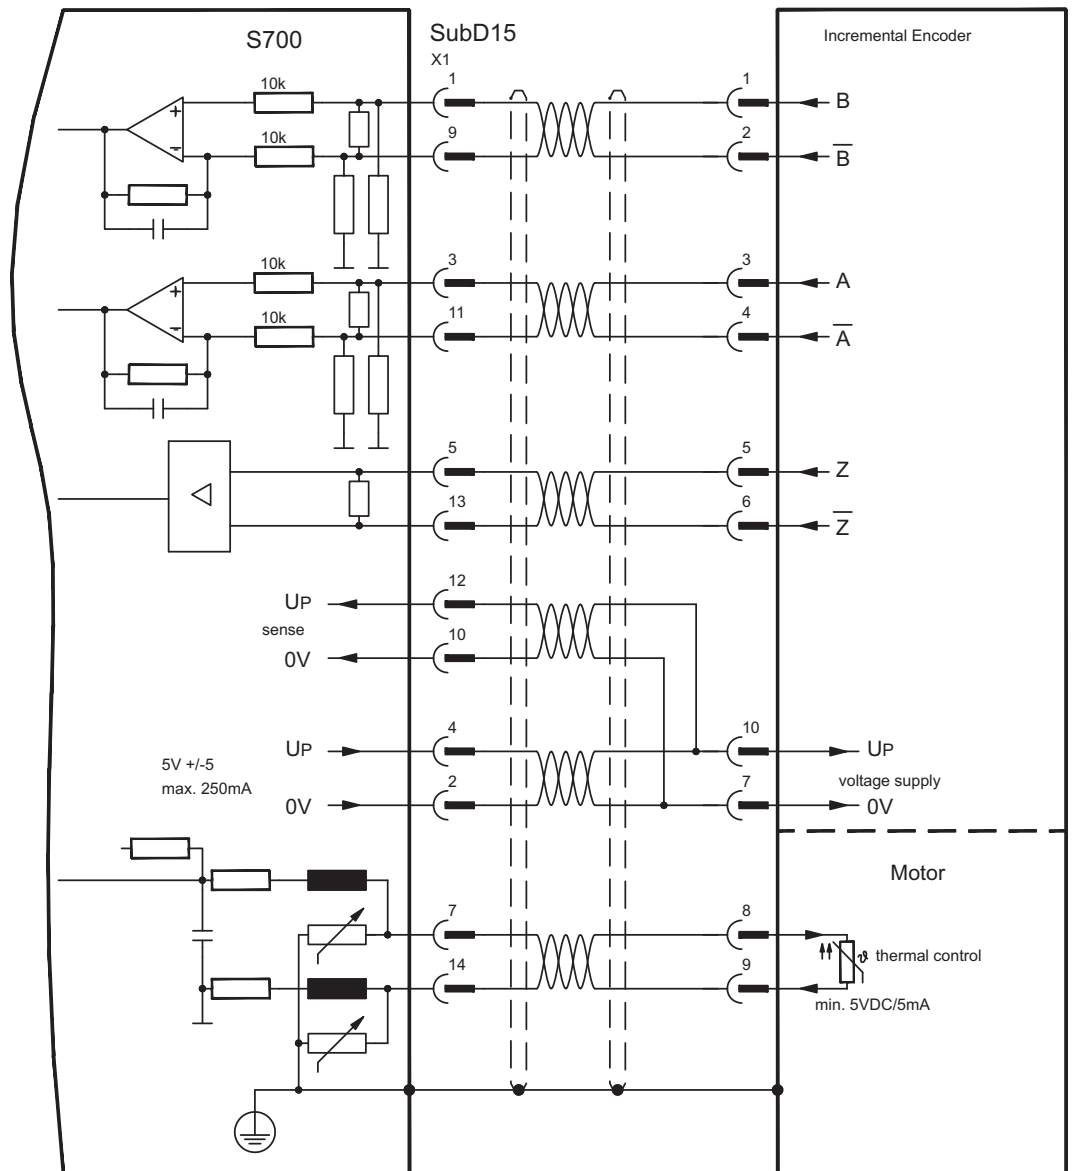 S700
SubD15
Incremental Encoder
X1
10k
1
1
B
10k
9
2
B̅
10k
3
3
A
10k
11
4
A̅
5
5
Z
13
6
Z̅
12
UP
sense
10
0V
4
10
UP
UP
5V +/-5
max. 250mA
voltage supply
2
7
0V
0V
Motor
7
8
ϑ thermal control
14
9
min. 5VDC/5mA